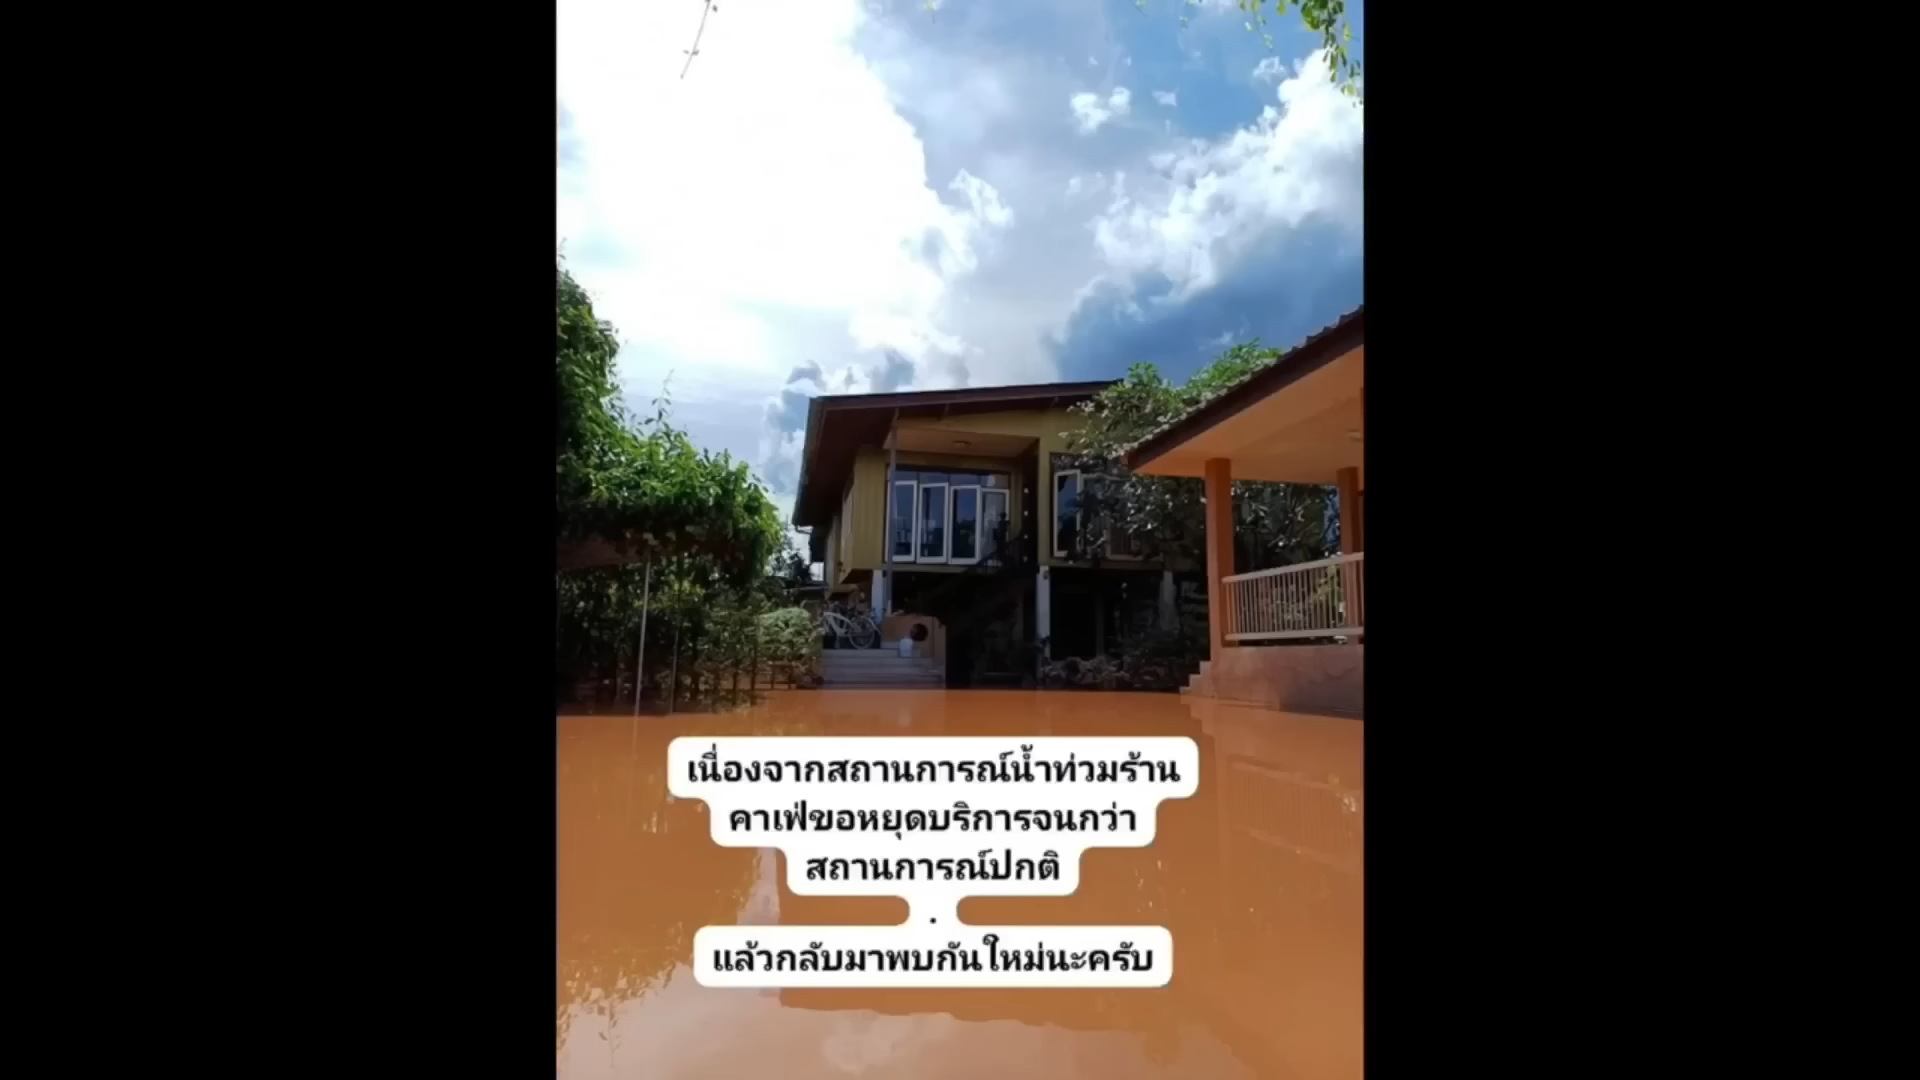 เนื่องจากสถานการณ์น้ำท่วมร้าน
คาเฟ่ขอหยุดบริการจนกว่า
สถานการณ์ปกติ
.
แล้วกลับมาพบกันใหม่นะครับ